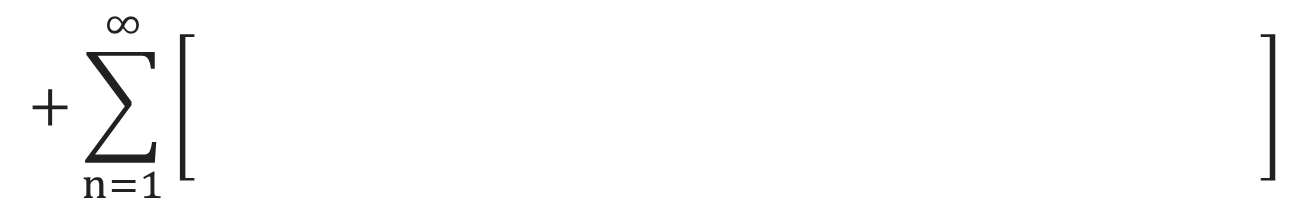 + ∑_{n=1}^{∞} [ ]